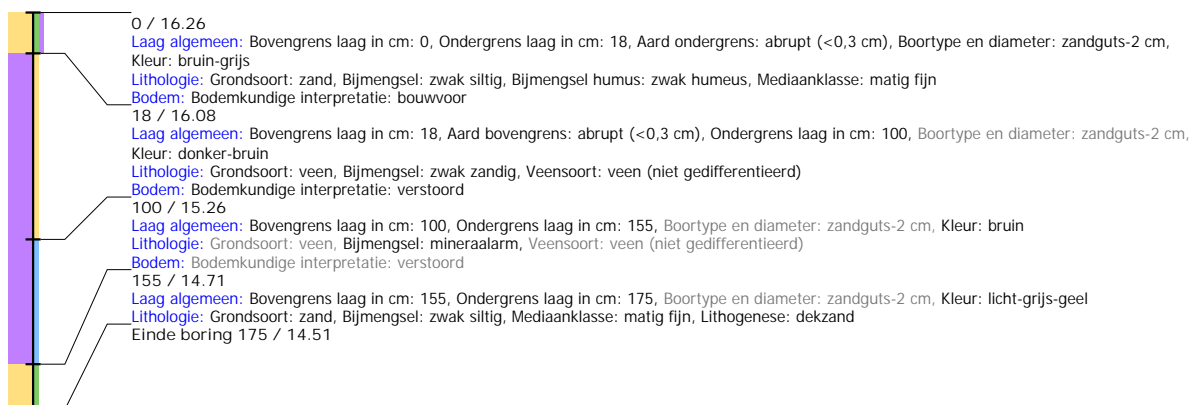 0 / 16.26
Laag algemeen: Bovengrens laag in cm: 0, Ondergrens laag in cm: 18, Aard ondergrens: abrupt (<0,3 cm), Boortype en diameter: zandguts-2 cm,
Kleur: bruin-grijs
Lithologie: Grondsoort: zand, Bijmengsel: zwak siltig, Bijmengsel humus: zwak humeus, Mediaanklasse: matig fijn
Bodem: Bodemkundige interpretatie: bouwvoor
18 / 16.08
Laag algemeen: Bovengrens laag in cm: 18, Aard bovengrens: abrupt (<0,3 cm), Ondergrens laag in cm: 100, Boortype en diameter: zandguts-2 cm,
Kleur: donker-bruin
Lithologie: Grondsoort: veen, Bijmengsel: zwak zandig, Veensoort: veen (niet gedifferentieerd)
Bodem: Bodemkundige interpretatie: verstoord
100 / 15.26
Laag algemeen: Bovengrens laag in cm: 100, Ondergrens laag in cm: 155, Boortype en diameter: zandguts-2 cm, Kleur: bruin
Lithologie: Grondsoort: veen, Bijmengsel: mineraalarm, Veensoort: veen (niet gedifferentieerd)
Bodem: Bodemkundige interpretatie: verstoord
155 / 14.71
Laag algemeen: Bovengrens laag in cm: 155, Ondergrens laag in cm: 175, Boortype en diameter: zandguts-2 cm, Kleur: licht-grijs-geel
Lithologie: Grondsoort: zand, Bijmengsel: zwak siltig, Mediaanklasse: matig fijn, Lithogenese: dekzand
Einde boring 175 / 14.51